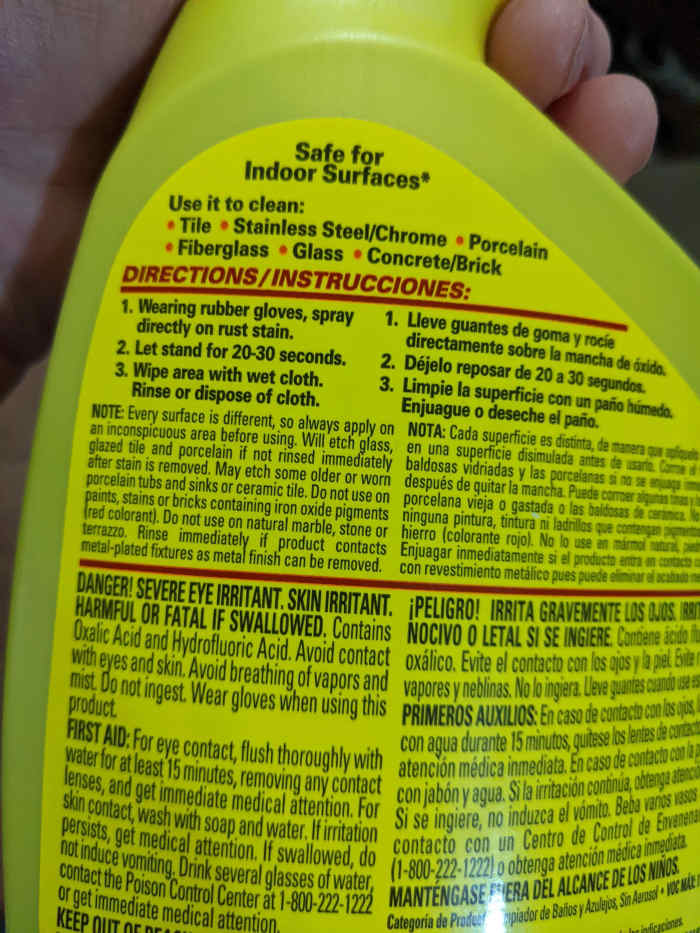 Safe for
Indoor Surfaces*
Use it to clean:
• Tile • Stainless Steel/Chrome • Porcelain
• Fiberglass • Glass • Concrete/Brick
DIRECTIONS/INSTRUCCIONES:
1. Wearing rubber gloves, spray
directly on rust stain.
2. Let stand for 20-30 seconds.
3. Wipe area with wet cloth.
Rinse or dispose of cloth.
NOTE: Every surface is different, so always apply on
an inconspicuous area before using. Will etch glass,
glazed tile and porcelain if not rinsed immediately
after stain is removed. May etch some older or worn
porcelain tubs and sinks or ceramic tile. Do not use on
paints, stains or bricks containing iron oxide pigments
(red colorant). Do not use on natural marble, stone or
terrazzo. Rinse immediately if product contacts
metal-plated fixtures as metal finish can be removed.
DANGER! SEVERE EYE IRRITANT. SKIN IRRITANT.
HARMFUL OR FATAL IF SWALLOWED. Contains
Oxalic Acid and Hydrofluoric Acid. Avoid contact
with eyes and skin. Avoid breathing of vapors and
mist. Do not ingest. Wear gloves when using this
product.
FIRST AID: For eye contact, flush thoroughly with
water for at least 15 minutes, removing any contact
lenses, and get immediate medical attention. For
skin contact, wash with soap and water. If irritation
persists, get medical attention. If swallowed, do
not induce vomiting. Drink several glasses of water,
contact the Poison Control Center at 1-800-222-1222
or get immediate medical attention.
KEEP OUT OF
1. Lleve guantes de goma y rocíe
directamente sobre la mancha de óxido.
2. Déjelo reposar de 20 a 30 segundos.
3. Limpie la superficie con un paño húmedo.
Enjuague o deseche el paño.
NOTA: Cada superficie es distinta, de manera que aplíquelo
en una superficie disimulada antes de usarlo. Corroe
baldosas vidriadas y las porcelanas si no se enjuaga
después de quitar la mancha. Puede corroer algunas
porcelana vieja o gastada o las baldosas de cerámica.
ninguna pintura, tintura ni ladrillos que contengan
hierro (colorante rojo). No lo use en mármol natural,
Enjuagar inmediatamente si el producto entra en contacto
con revestimiento metálico pues puede eliminar el acabado
¡PELIGRO! IRRITA GRAVEMENTE LOS OJOS.
NOCIVO O LETAL SI SE INGIERE. Contiene ácido
oxálico. Evite el contacto con los ojos y la piel. Evite
vapores y neblinas. No lo ingiera. Lleve guantes cuando use
PRIMEROS AUXILIOS: En caso de contacto con los ojos,
con agua durante 15 minutos, quítese los lentes de
atención médica inmediata. En caso de contacto con la
con jabón y agua. Si la irritación continúa, obtenga
Si se ingiere, no induzca el vómito. Beba varios vasos
contacto con un Centro de Control de
(1-800-222-1222) o obtenga atención médica inmediata.
MANTÉNGASE FUERA DEL ALCANCE DE LOS NIÑOS.
Categoría de de Baños y Azulejos, Sin Aerosol • VOC
indicaciones.